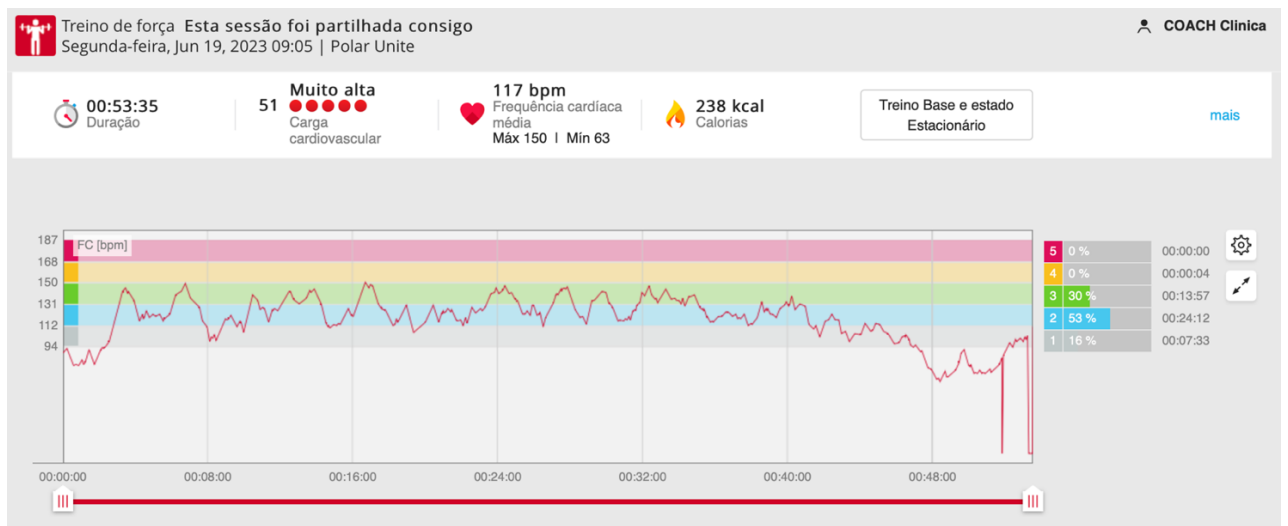 Treino de força Esta sessão foi partilhada consigo
Segunda-feira, Jun 19, 2023 09:05 | Polar Unite
COACH Clinica
00:53:35
Duração
51
Muito alta
Carga
cardiovascular
117 bpm
Frequência cardíaca
média
Máx 150 | Mín 63
238 kcal
Calorias
Treino Base e estado
Estacionário
mais
FC [bpm]
187
168
150
131
112
94
5 0 % 00:00:00
4 0 % 00:00:04
3 30 % 00:13:57
2 53 % 00:24:12
1 16 % 00:07:33
00:00:00 00:08:00 00:16:00 00:24:00 00:32:00 00:40:00 00:48:00